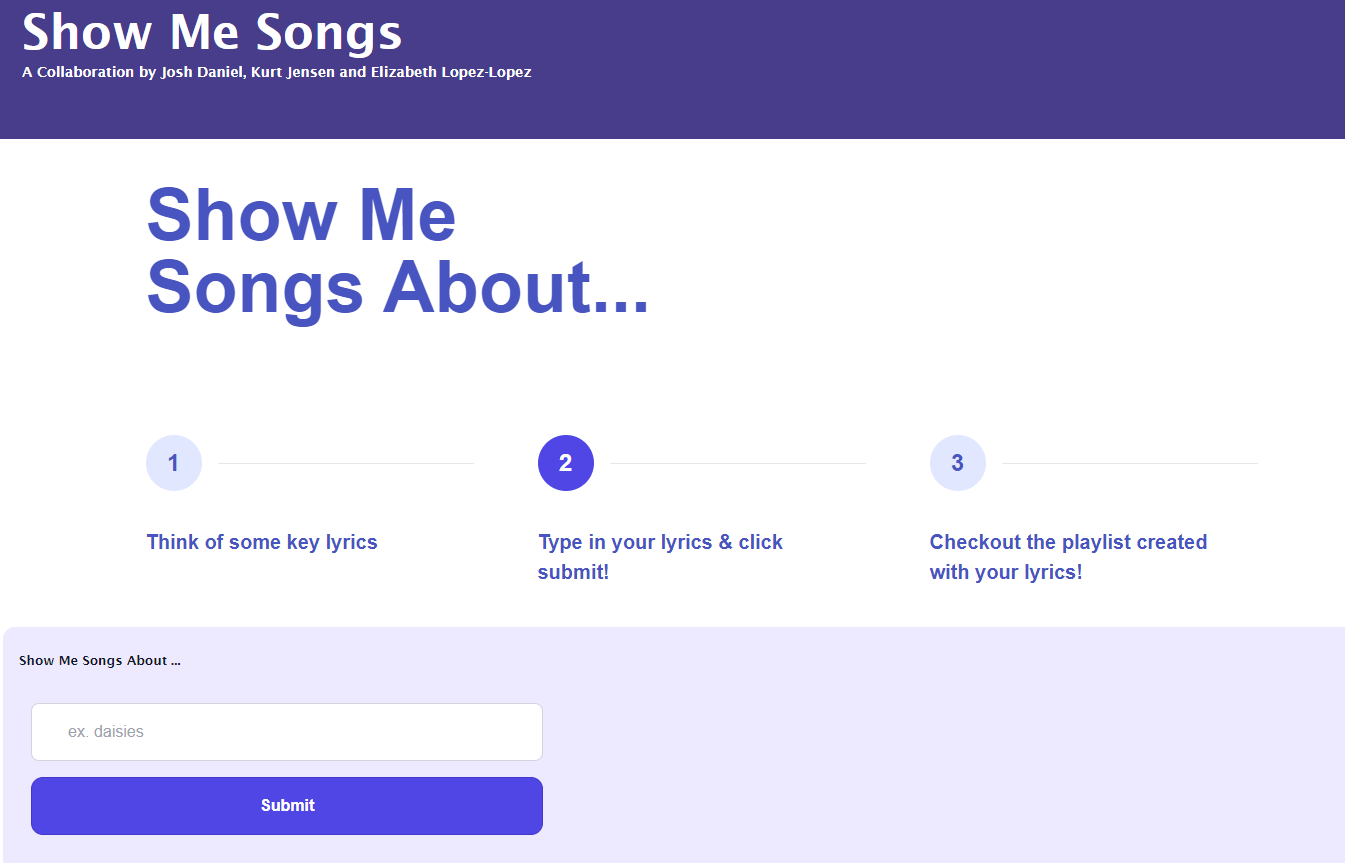 Show Me Songs
A Collaboration by Josh Daniel, Kurt Jensen and Elizabeth Lopez-Lopez
Show Me
Songs About...
1
Think of some key lyrics
2
Type in your lyrics & click
submit!
3
Checkout the playlist created
with your lyrics!
Show Me Songs About ...
ex. daisies
Submit